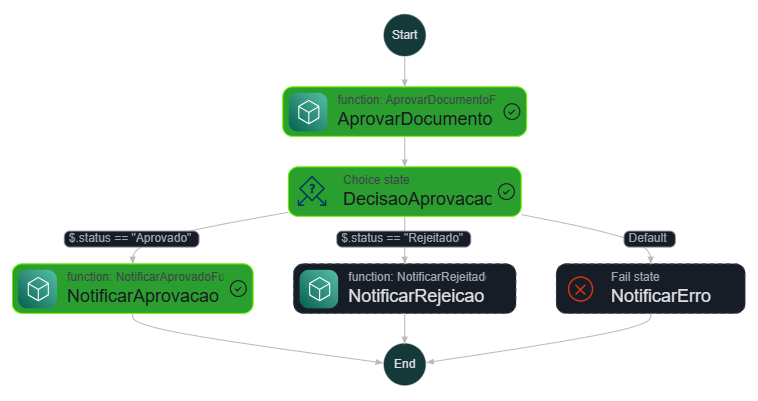 Start
function: AprovarDocumentoF
AprovarDocumento
Choice state
DecisaoAprovacao
$.status == "Aprovado"
$.status == "Rejeitado"
Default
function: NotificarAprovadoFu
NotificarAprovacao
function: NotificarRejeitado
NotificarRejeicao
Fail state
NotificarErro
End